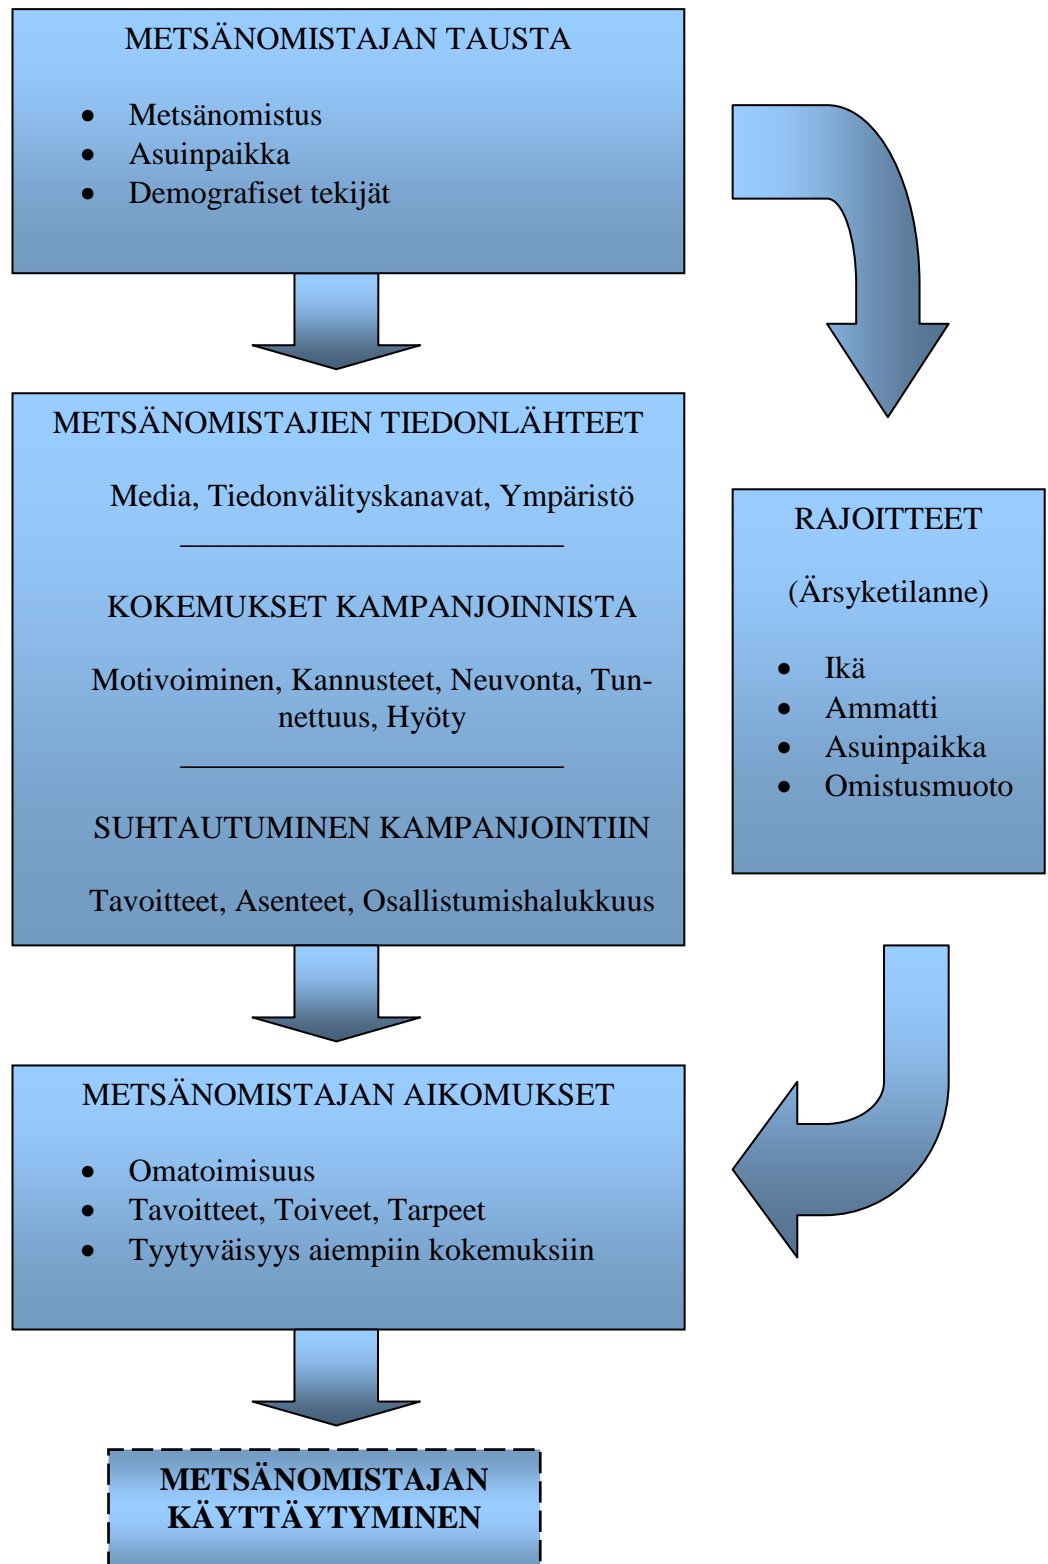 METSÄNOMISTAJAN TAUSTA
• Metsänomistus
• Asuinpaikka
• Demografiset tekijät
METSÄNOMISTAJIEN TIEDONLÄHTEET
Media, Tiedonvälityskanavat, Ympäristö
KOKEMUKSET KAMPANJOINNISTA
Motivoiminen, Kannusteet, Neuvonta, Tun-
nettuus, Hyöty
SUHTAUTUMINEN KAMPANJOINTIIN
Tavoitteet, Asenteet, Osallistumishalukkuus
RAJOITTEET
(Ärsyketilanne)
• Ikä
• Ammatti
• Asuinpaikka
• Omistusmuoto
METSÄNOMISTAJAN AIKOMUKSET
• Omatoimisuus
• Tavoitteet, Toiveet, Tarpeet
• Tyytyväisyys aiempiin kokemuksiin
METSÄNOMISTAJAN
KÄYTTÄYTYMINEN